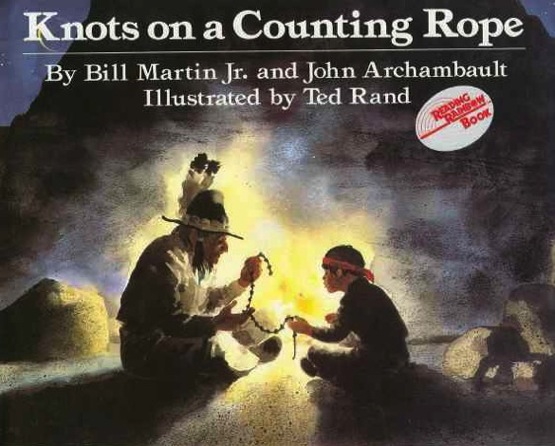 Knots on a Counting Rope
By Bill Martin Jr. and John Archambault
Illustrated by Ted Rand
READING
RAINBOW
BOOK